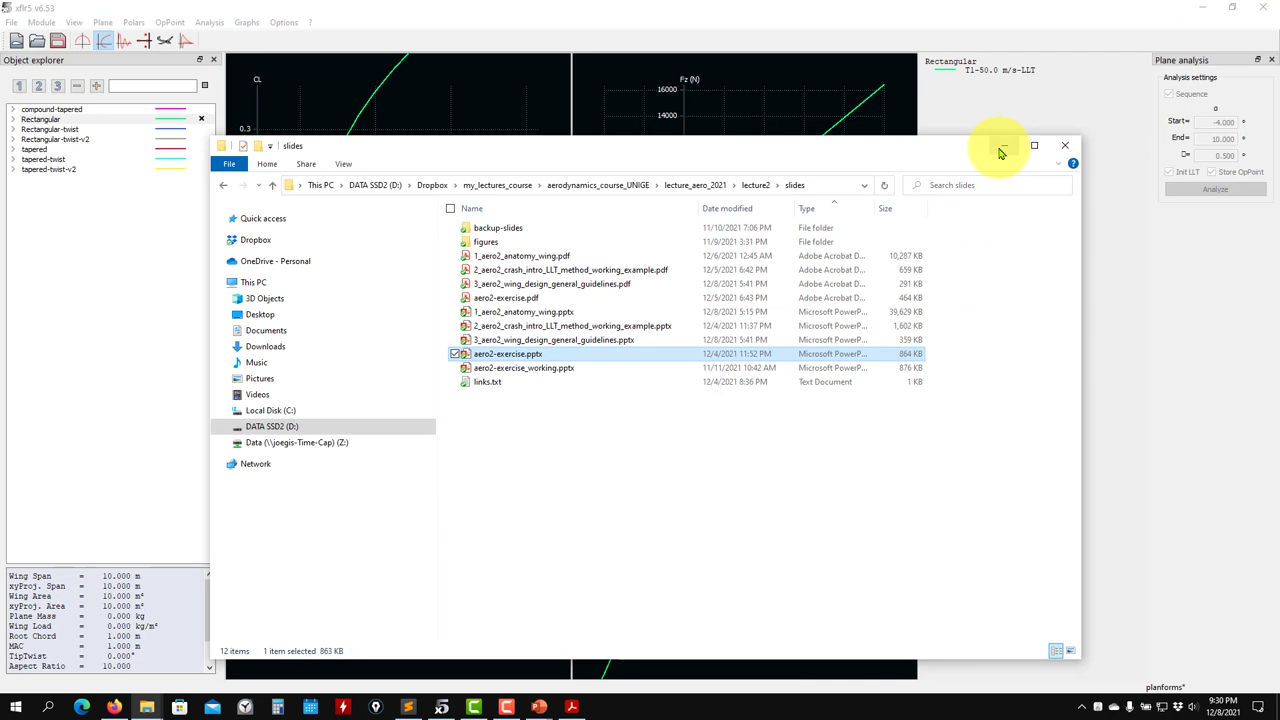 xflr5 v6.53
File Module View Plane Polars OpPoint Analysis Graphs Options ?
Object explorer
1 2 3
compound-tapered
Rectangular
Rectangular-twist
Rectangular-twist-v2
tapered
tapered-twist
tapered-twist-v2
Wing Span = 10.000 m
xyProj. Span = 10.000 m
Wing Area = 10.000 m²
xyProj. Area = 10.000 m²
Plane Mass = 0.000 kg
Wing Load = 0.000 kg/m²
Root Chord = 1.000 m
MAC = 1.000 m
TipTwist = 0.000°
Aspect Ratio = 10.000
CL
0.3
Fz (N)
16000
14000
Rectangular
T1-50.0 m/s-LLT
Plane analysis
Analysis settings
Sequence
α
Start= -4.000 °
End= 10.000 °
D= 0.500 °
Init LLT Store OpPoint
Analyze
slides
File Home Share View
This PC DATA SSD2 (D:) Dropbox my_lectures_course aerodynamics_course_UNIGE lecture_aero_2021 lecture2 slides
Search slides
Quick access
Dropbox
OneDrive - Personal
This PC
3D Objects
Desktop
Documents
Downloads
Music
Pictures
Videos
Local Disk (C:)
DATA SSD2 (D:)
Data (\\joegis-Time-Cap) (Z:)
Network
Name Date modified Type Size
backup-slides 11/10/2021 7:06 PM File folder
figures 11/9/2021 3:31 PM File folder
1_aero2_anatomy_wing.pdf 12/6/2021 12:45 AM Adobe Acrobat D... 10,287 KB
2_aero2_crash_intro_LLT_method_working_example.pdf 12/5/2021 6:42 PM Adobe Acrobat D... 659 KB
3_aero2_wing_design_general_guidelines.pdf 12/8/2021 5:41 PM Adobe Acrobat D... 291 KB
aero2-exercise.pdf 12/5/2021 6:43 PM Adobe Acrobat D... 464 KB
1_aero2_anatomy_wing.pptx 12/8/2021 5:15 PM Microsoft PowerP... 39,629 KB
2_aero2_crash_intro_LLT_method_working_example.pptx 12/4/2021 11:37 PM Microsoft PowerP... 1,602 KB
3_aero2_wing_design_general_guidelines.pptx 12/8/2021 5:41 PM Microsoft PowerP... 359 KB
aero2-exercise.pptx 12/4/2021 11:52 PM Microsoft PowerP... 864 KB
aero2-exercise_working.pptx 11/11/2021 10:42 AM Microsoft PowerP... 876 KB
links.txt 12/4/2021 8:36 PM Text Document 1 KB
12 items 1 item selected 863 KB
planforms*
9:30 PM
12/8/2021